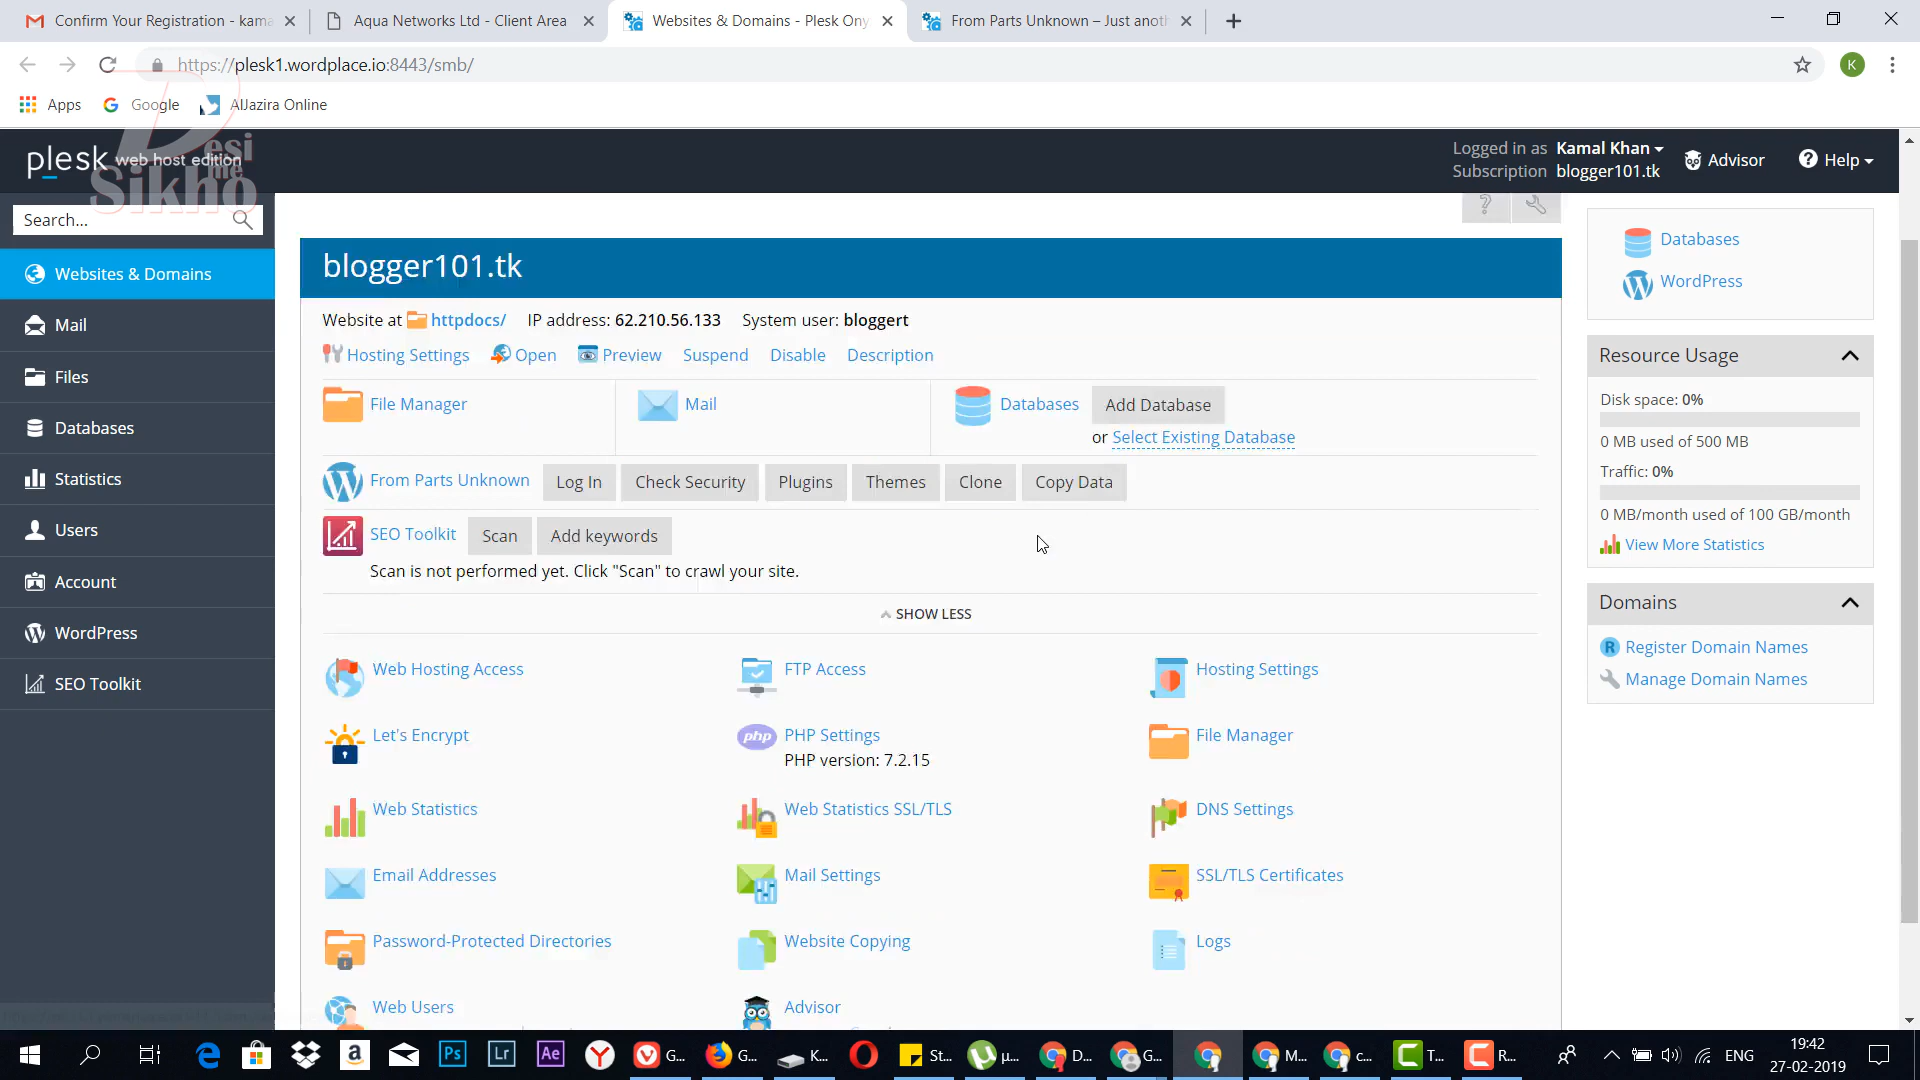 Confirm Your Registration - kama
Aqua Networks Ltd - Client Area
Websites & Domains - Plesk Ony
From Parts Unknown – Just anoth
https://plesk1.wordplace.io:8443/smb/
K
Apps
Google
AlJazira Online
Desi
me
Sikho
plesk web host edition
Logged in as Kamal Khan
Subscription blogger101.tk
Advisor
Help
Search...
Websites & Domains
Mail
Files
Databases
Statistics
Users
Account
WordPress
SEO Toolkit
?
blogger101.tk
Website at httpdocs/ IP address: 62.210.56.133 System user: bloggert
Hosting Settings Open Preview Suspend Disable Description
File Manager
Mail
Databases Add Database
or Select Existing Database
From Parts Unknown Log In Check Security Plugins Themes Clone Copy Data
SEO Toolkit Scan Add keywords
Scan is not performed yet. Click "Scan" to crawl your site.
SHOW LESS
Web Hosting Access
FTP Access
Hosting Settings
Let's Encrypt
php
PHP Settings
PHP version: 7.2.15
File Manager
Web Statistics
Web Statistics SSL/TLS
DNS Settings
Email Addresses
Mail Settings
SSL/TLS Certificates
Password-Protected Directories
Website Copying
Logs
Web Users
Advisor
Databases
WordPress
Resource Usage
Disk space: 0%
0 MB used of 500 MB
Traffic: 0%
0 MB/month used of 100 GB/month
View More Statistics
Domains
R Register Domain Names
Manage Domain Names
a
Ps
Lr
Ae
G...
G...
K...
St...
µ...
D...
G...
M...
c...
T...
R...
ENG
19:42
27-02-2019